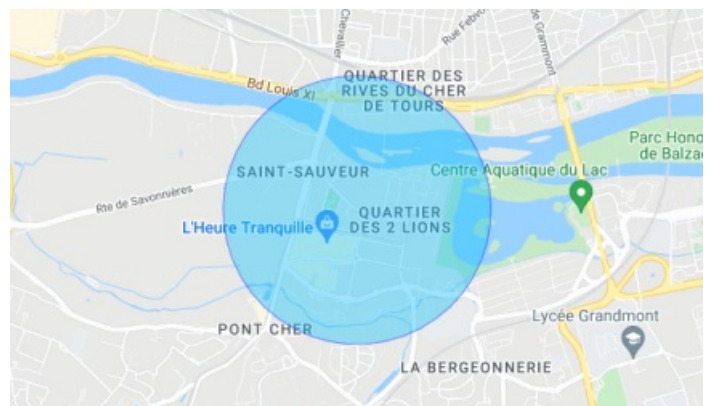 Chevallier
Rue Febvo
de Grammont
Bd Louis XI
QUARTIER DES
RIVES DU CHER
DE TOURS
Parc Hono
de Balzac
SAINT-SAUVEUR
Centre Aquatique du Lac
Rte de Savonnières
L'Heure Tranquille
QUARTIER
DES 2 LIONS
Lycée Grandmont
PONT CHER
LA BERGEONNERIE